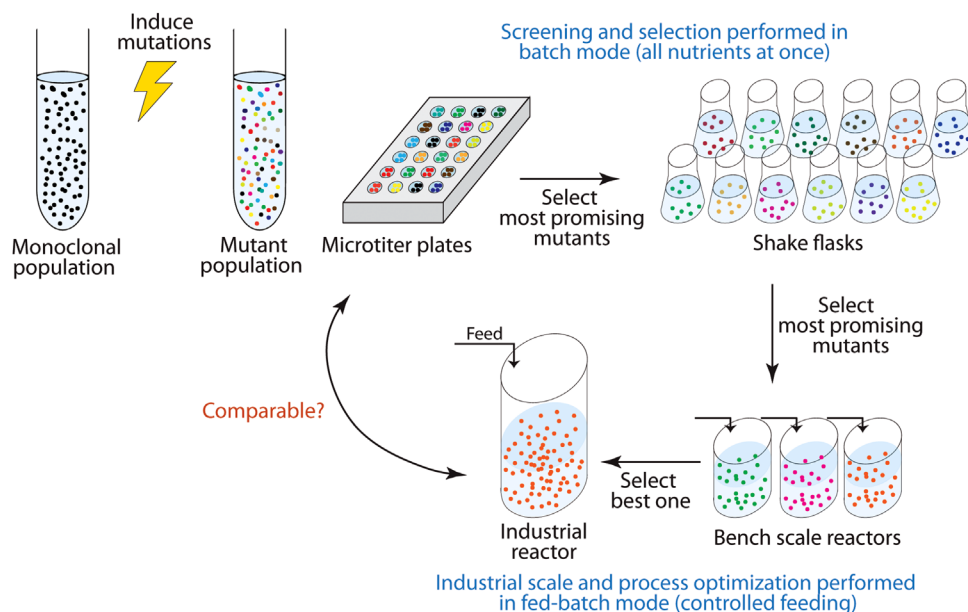 Induce
mutations
Screening and selection performed in
batch mode (all nutrients at once)
Monoclonal
population
Mutant
population
Microtiter plates
Select
most promising
mutants
Shake flasks
Select
most promising
mutants
Feed
Comparable?
Select
best one
Industrial
reactor
Bench scale reactors
Industrial scale and process optimization performed
in fed-batch mode (controlled feeding)